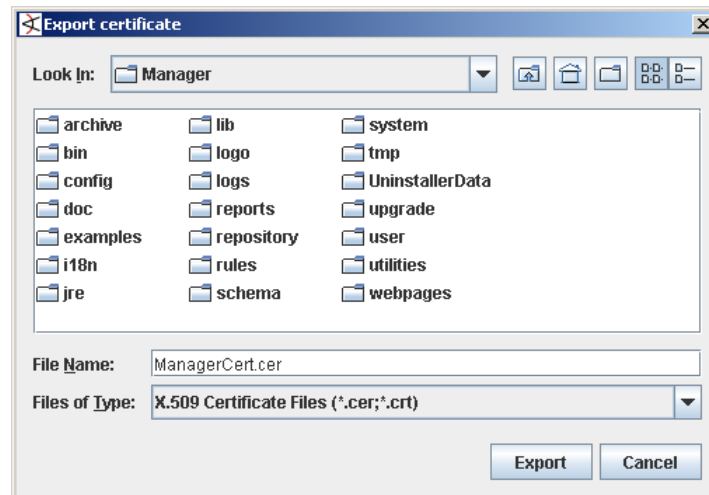 Export certificate
Look In: Manager
archive lib system
bin logo tmp
config logs UninstallerData
doc reports upgrade
examples repository user
i18n rules utilities
jre schema webpages
File Name: ManagerCert.cer
Files of Type: X.509 Certificate Files (*.cer;*.crt)
Export Cancel